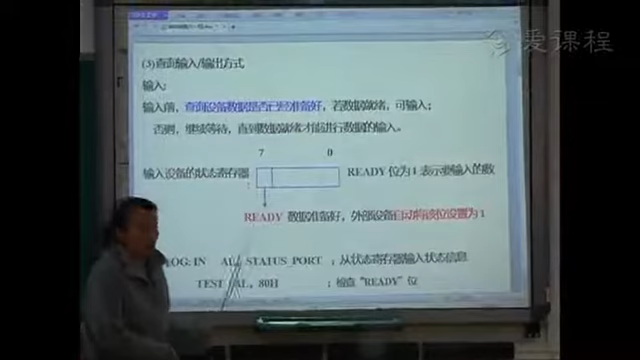 爱课程
(3)查询输入/输出方式
输入:
输入前，查询设备数据是否已经准备好，若数据就绪，可输入；
否则，继续等待，直到数据就绪才能进行数据的输入。
7 0
输入设备的状态寄存器 READY 位为1 表示要输入的数
READY 数据准备好，外部设备自动将该位设置为 1
OG: IN AL, STATUS_PORT ；从状态寄存器输入状态信息
TEST AL, 80H ；检查“READY”位